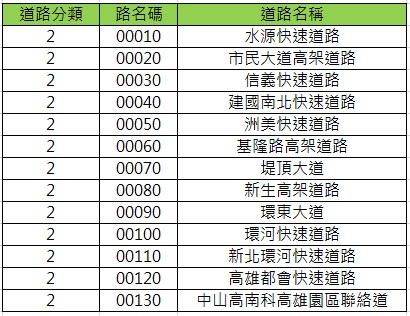 道路分類 路名碼 道路名稱
2 00010 水源快速道路
2 00020 市民大道高架道路
2 00030 信義快速道路
2 00040 建國南北快速道路
2 00050 洲美快速道路
2 00060 基隆路高架道路
2 00070 堤頂大道
2 00080 新生高架道路
2 00090 環東大道
2 00100 環河快速道路
2 00110 新北環河快速道路
2 00120 高雄都會快速道路
2 00130 中山高南科高雄園區聯絡道